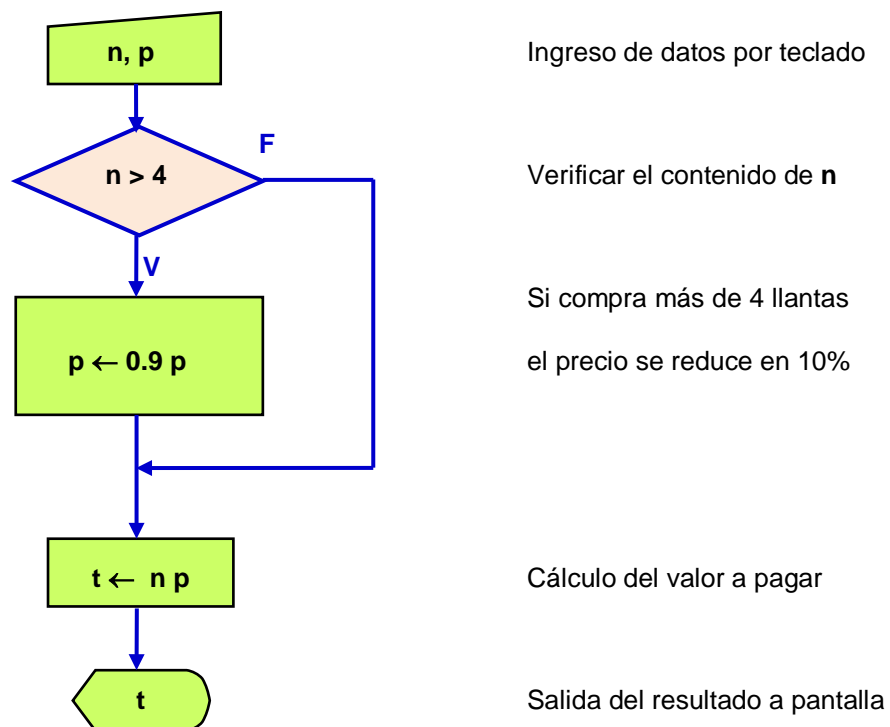 n, p
Ingreso de datos por teclado
F
n > 4
Verificar el contenido de n
V
Si compra más de 4 llantas
p ← 0.9 p
el precio se reduce en 10%
t ← n p
Cálculo del valor a pagar
t
Salida del resultado a pantalla